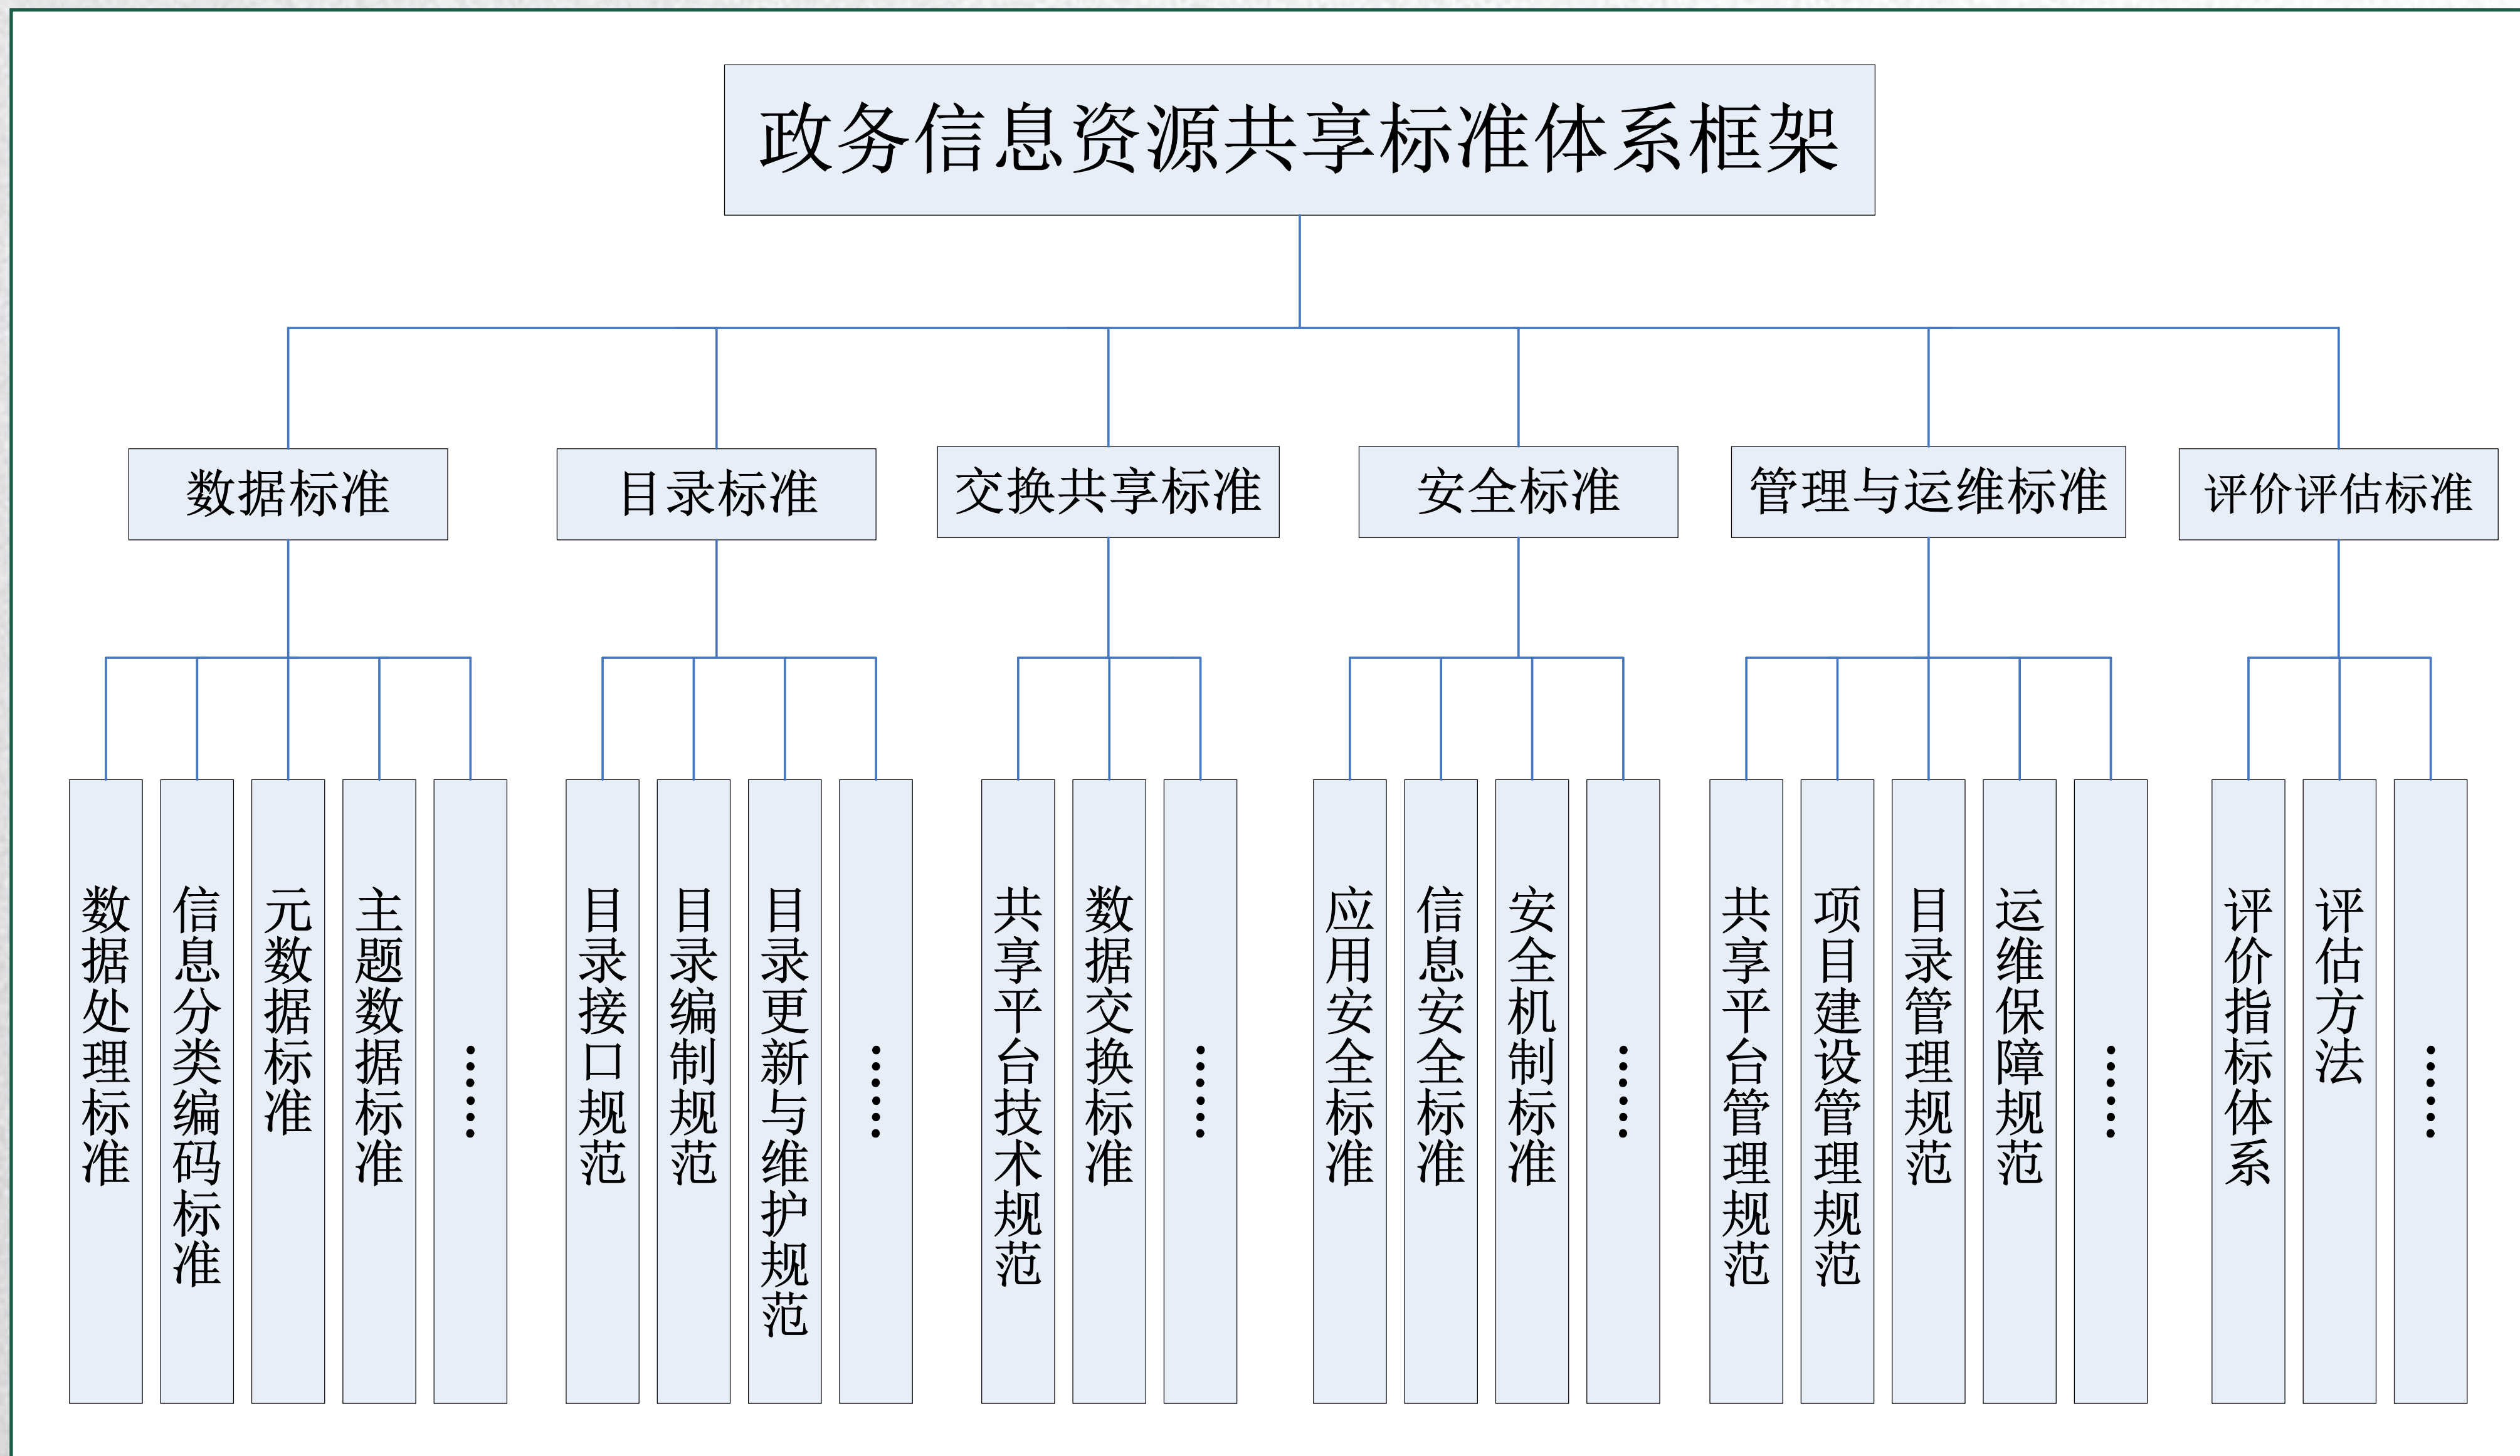 政务信息资源共享标准体系框架
数据标准
目录标准
交换共享标准
安全标准
管理与运维标准
评价评估标准
数据处理标准
信息分类编码标准
元数据标准
主题数据标准
……
目录接口规范
目录编制规范
目录更新与维护规范
……
共享平台技术规范
数据交换标准
……
应用安全标准
信息安全标准
安全机制标准
……
共享平台管理规范
项目建设管理规范
目录管理规范
运维保障规范
……
评价指标体系
评估方法
……